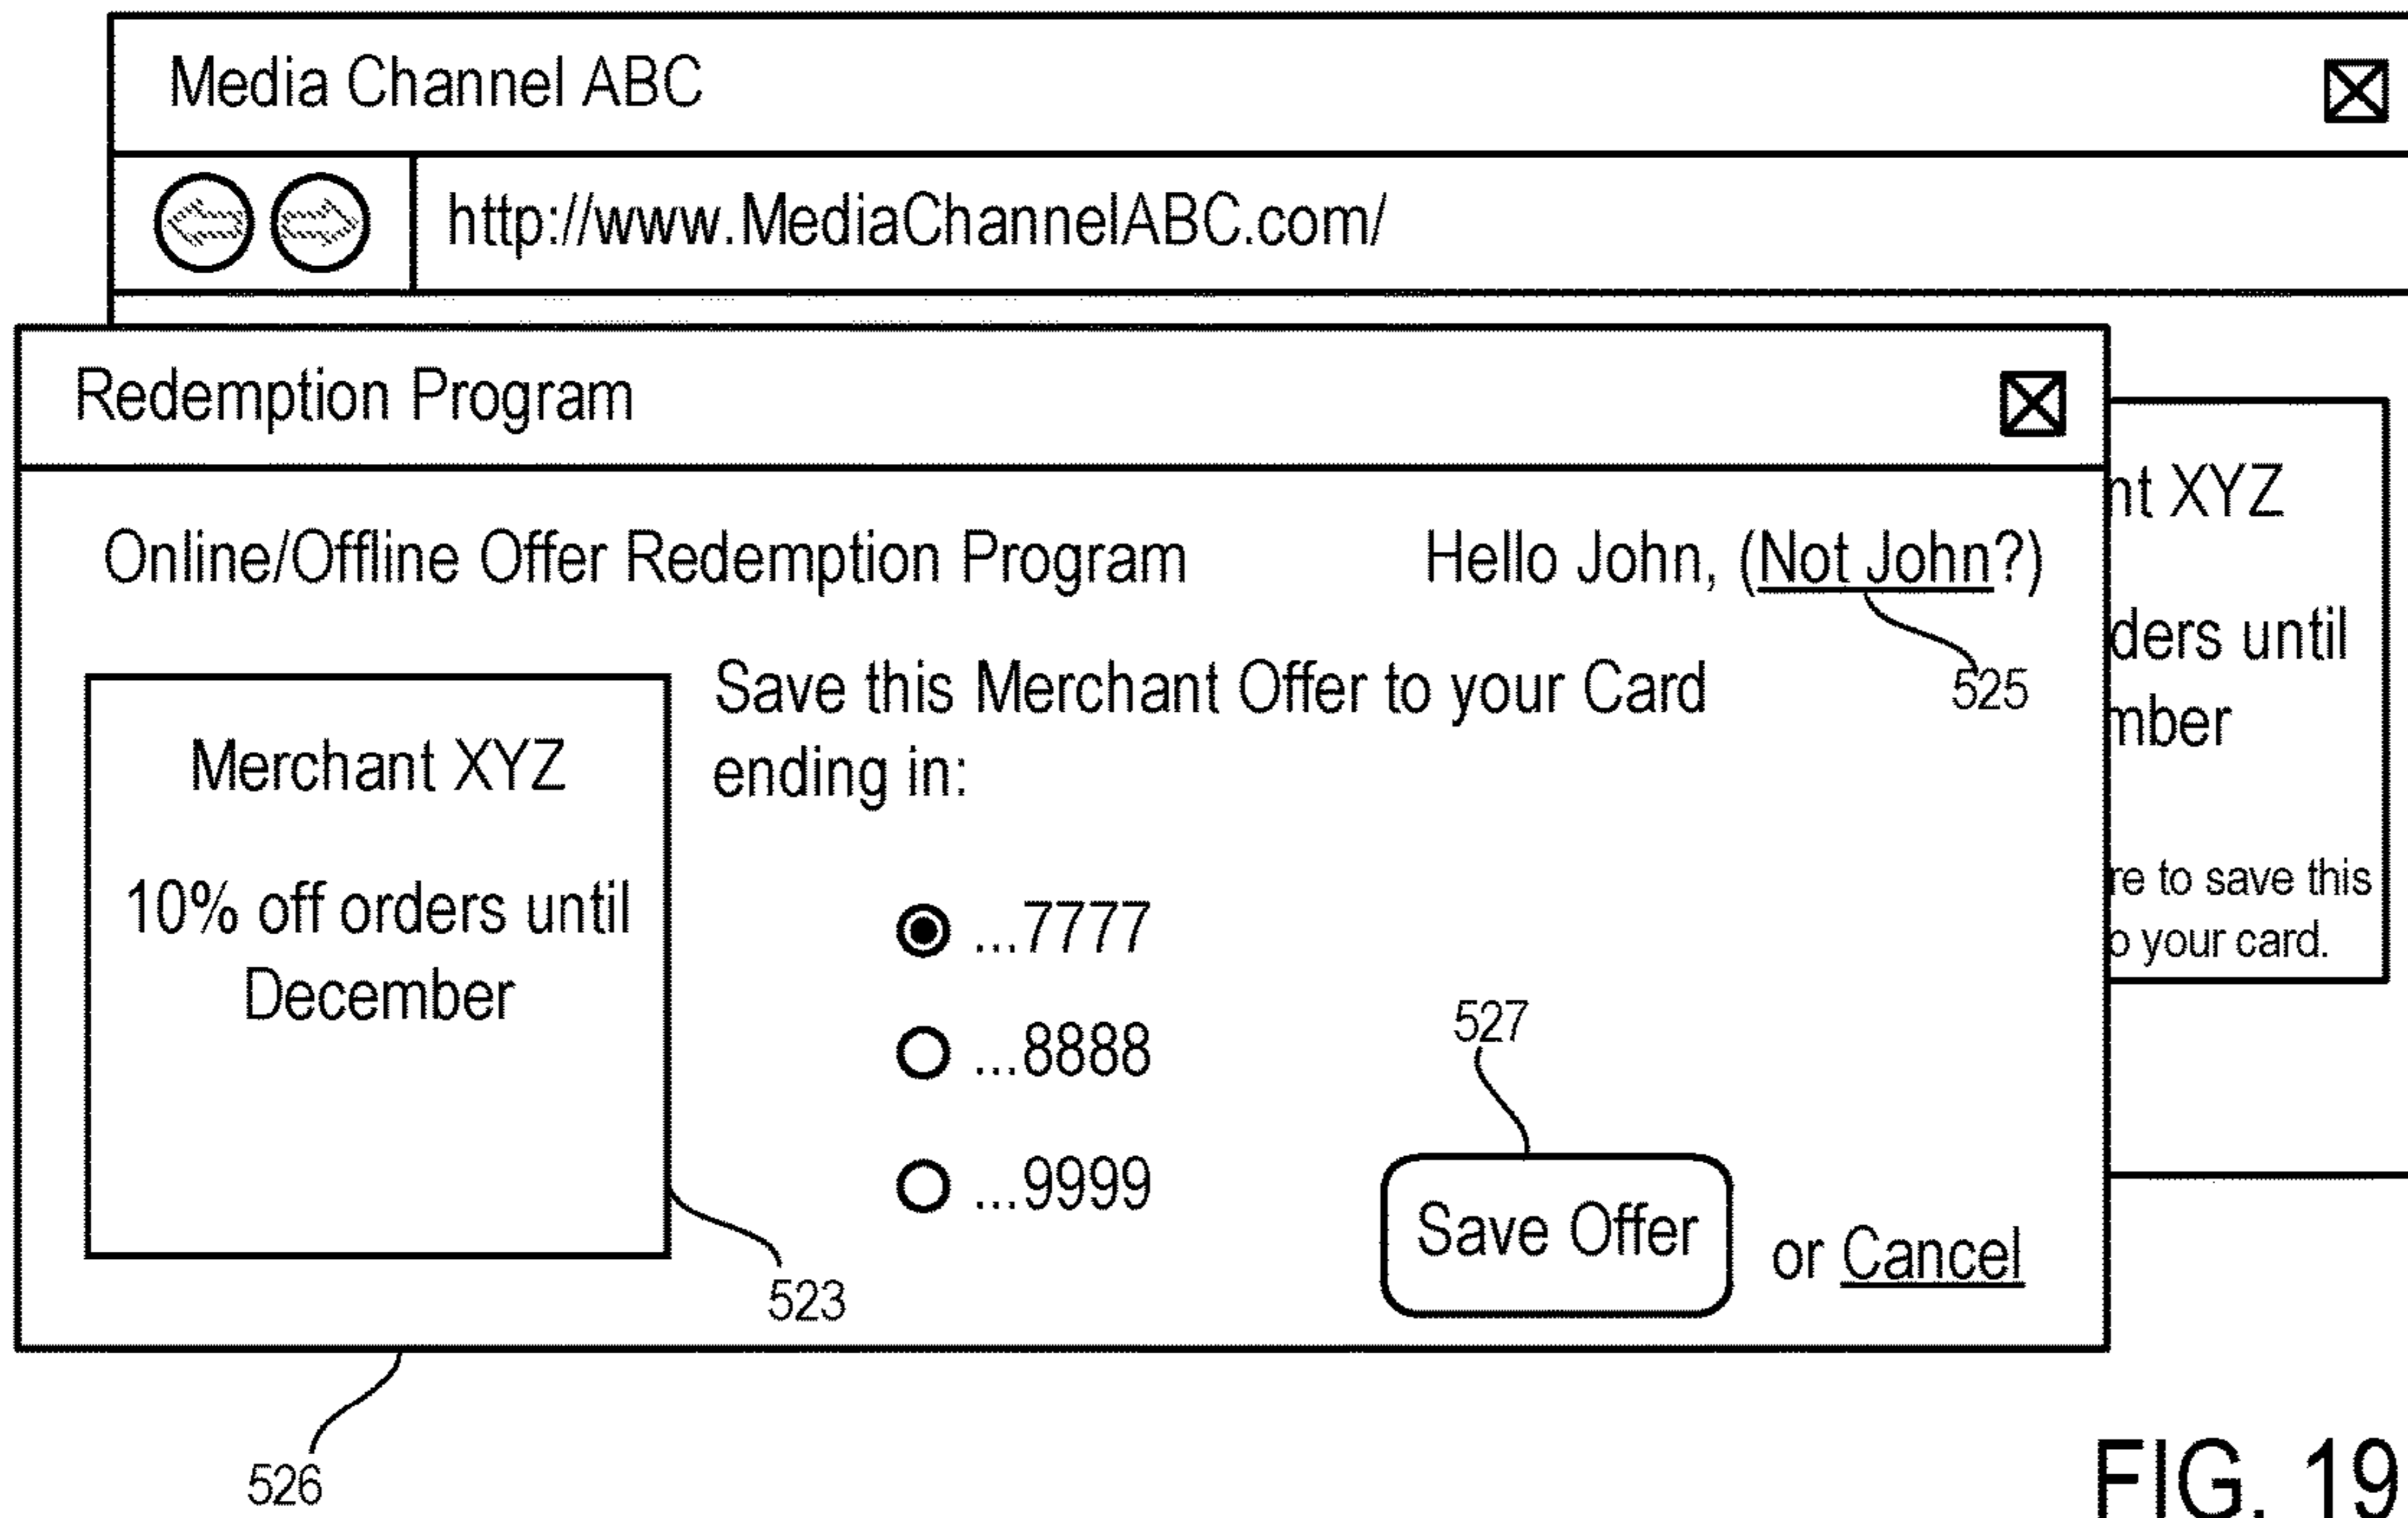 Media Channel ABC
http://www.MediaChannelABC.com/
Redemption Program
Online/Offline Offer Redemption Program
Hello John, (Not John?)
525
Save this Merchant Offer to your Card
ending in:
Merchant XYZ
10% off orders until
December
...7777
...8888
...9999
527
Save Offer
or Cancel
523
526
nt XYZ
ders until
mber
re to save this
o your card.
FIG. 19